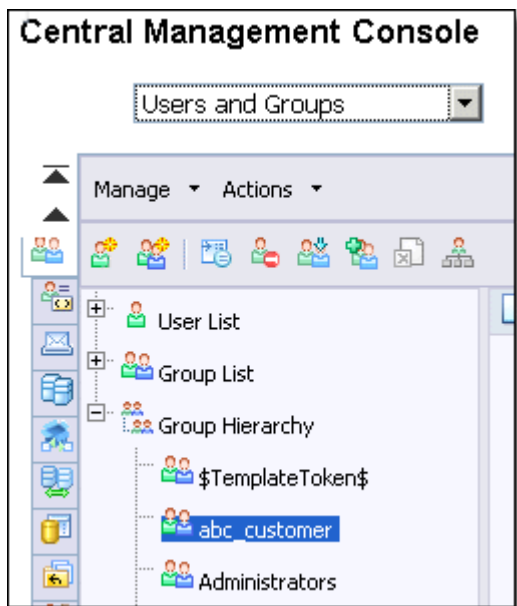 Central Management Console
Users and Groups
Manage Actions
User List
Group List
Group Hierarchy
$TemplateToken$
abc_customer
Administrators